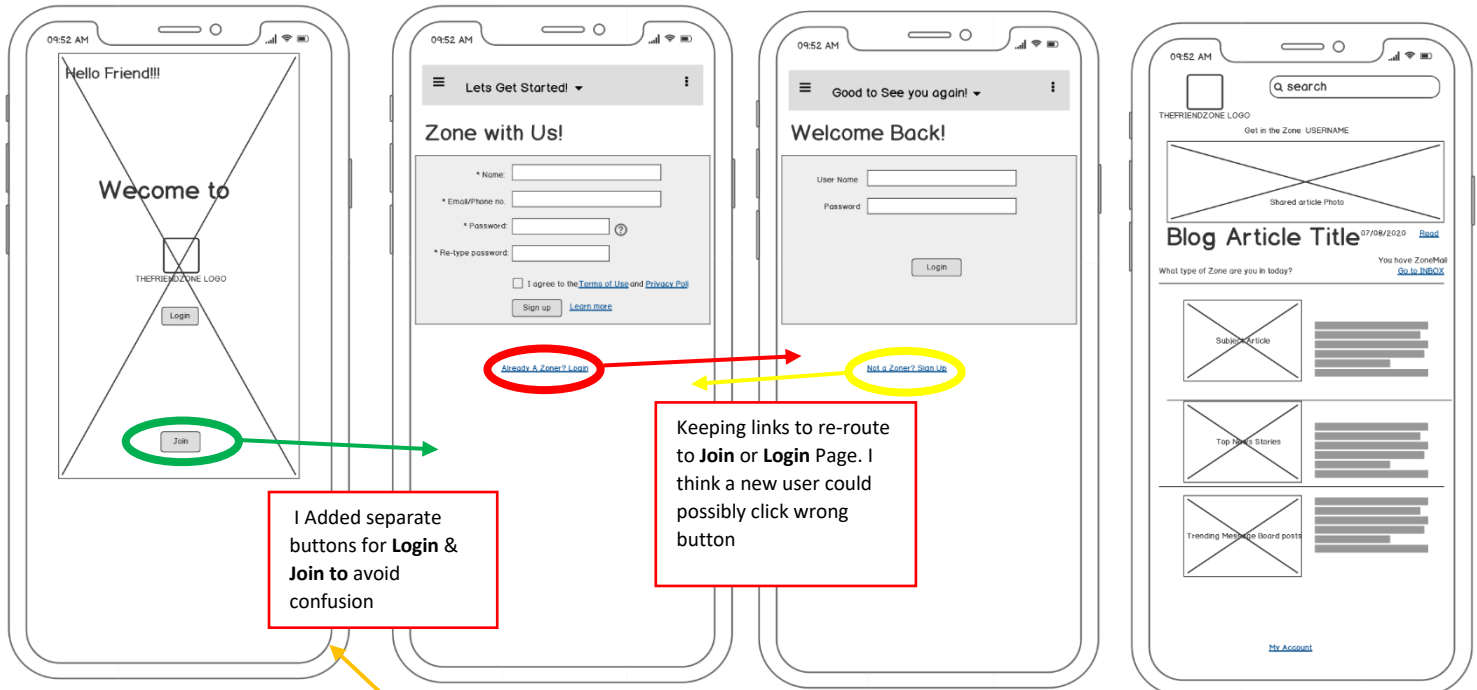 09:52 AM
Hello Friend!!!
Wecome to
THEFRIENDZONE LOGO
Login
Join
I Added separate
buttons for Login &
Join to avoid
confusion
09:52 AM
Lets Get Started!
Zone with Us!
* Name:
* Email/Phone no.
* Password:
?
* Re-type password:
I agree to the Terms of Use and Privacy Poli
Sign up Learn more
Already A Zoner? Login
09:52 AM
Good to See you again!
Welcome Back!
User Name
Password
Login
Not a Zoner? Sign Up
Keeping links to re-route
to Join or Login Page. I
think a new user could
possibly click wrong
button
09:52 AM
search
THEFRIENDZONE LOGO
Get in the Zone USERNAME
Shared article Photo
Blog Article Title 07/08/2020 Read
You have ZoneMail
What type of Zone are you in today? Go to INBOX
Subject Article
Top News Stories
Trending Message Board posts
My Account